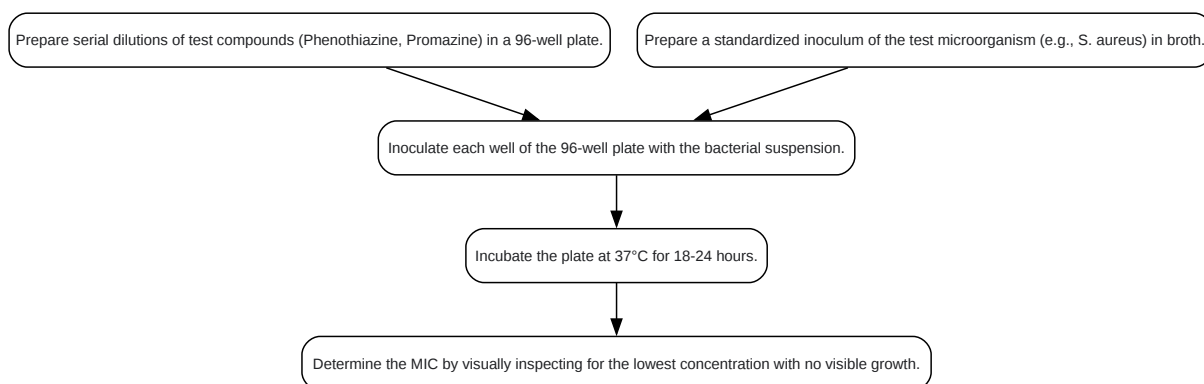 Prepare serial dilutions of test compounds (Phenothiazine, Promazine) in a 96-well plate.
Prepare a standardized inoculum of the test microorganism (e.g., S. aureus) in broth.
Inoculate each well of the 96-well plate with the bacterial suspension.
Incubate the plate at 37°C for 18-24 hours.
Determine the MIC by visually inspecting for the lowest concentration with no visible growth.